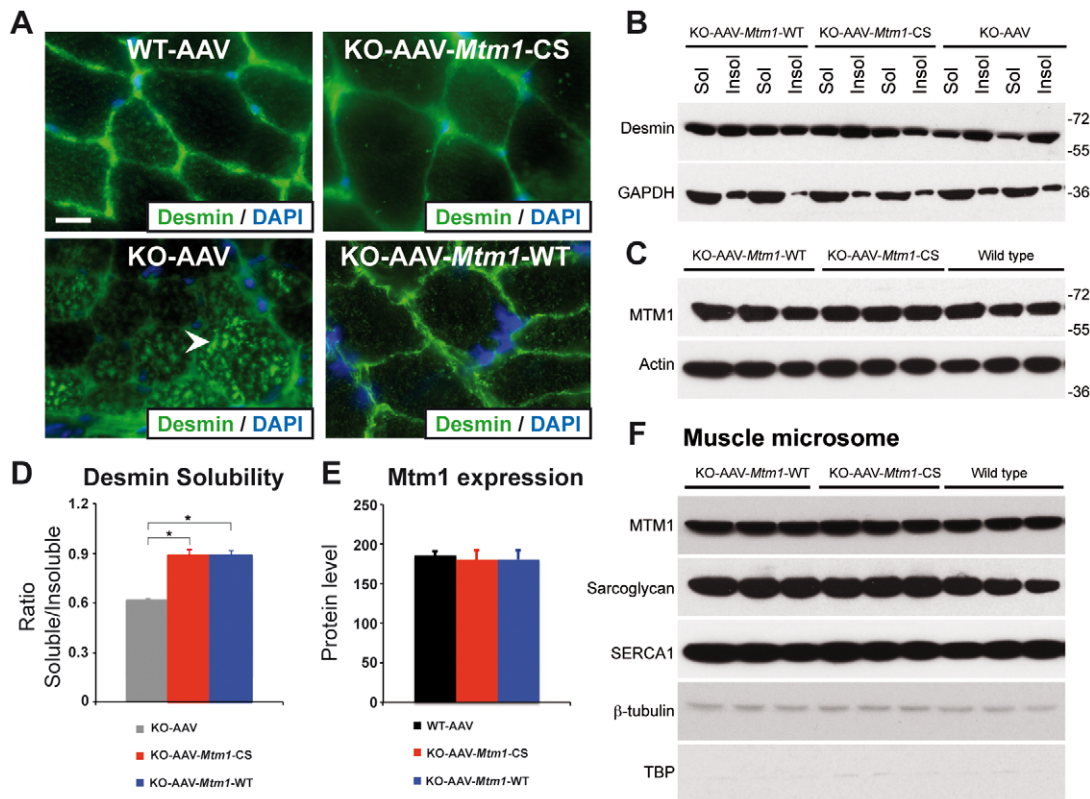 A
WT-AAV
Desmin / DAPI
KO-AAV-Mtm1-CS
Desmin / DAPI
KO-AAV
Desmin / DAPI
KO-AAV-Mtm1-WT
Desmin / DAPI
B
KO-AAV-Mtm1-WT KO-AAV-Mtm1-CS KO-AAV
Sol Insol Sol Insol Sol Insol Sol Insol Sol Insol Sol Insol
Desmin
-72
-55
GAPDH
-36
C
KO-AAV-Mtm1-WT KO-AAV-Mtm1-CS Wild type
MTM1
-72
-55
Actin
-36
D Desmin Solubility
Ratio
Soluble/Insoluble
1.2
0.9
0.6
0.3
0
* *
KO-AAV
KO-AAV-Mtm1-CS
KO-AAV-Mtm1-WT
E Mtm1 expression
Protein level
250
200
150
100
50
0
WT-AAV
KO-AAV-Mtm1-CS
KO-AAV-Mtm1-WT
F Muscle microsome
KO-AAV-Mtm1-WT KO-AAV-Mtm1-CS Wild type
MTM1
Sarcoglycan
SERCA1
β-tubulin
TBP